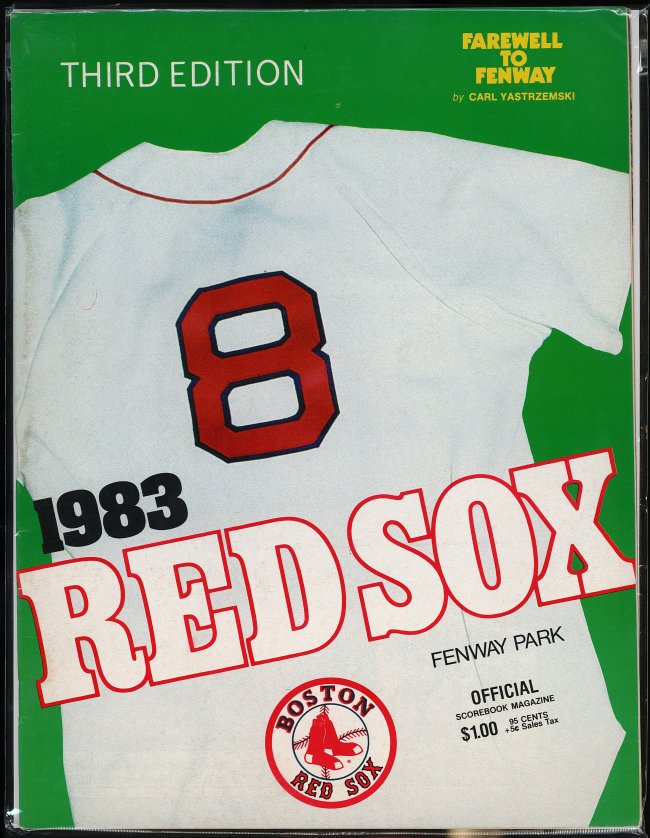 THIRD EDITION
FAREWELL
TO
FENWAY
by CARL YASTRZEMSKI
8
1983
RED SOX
FENWAY PARK
OFFICIAL
SCOREBOOK MAGAZINE
$1.00 95 CENTS
+5¢ Sales Tax
BOSTON
RED SOX